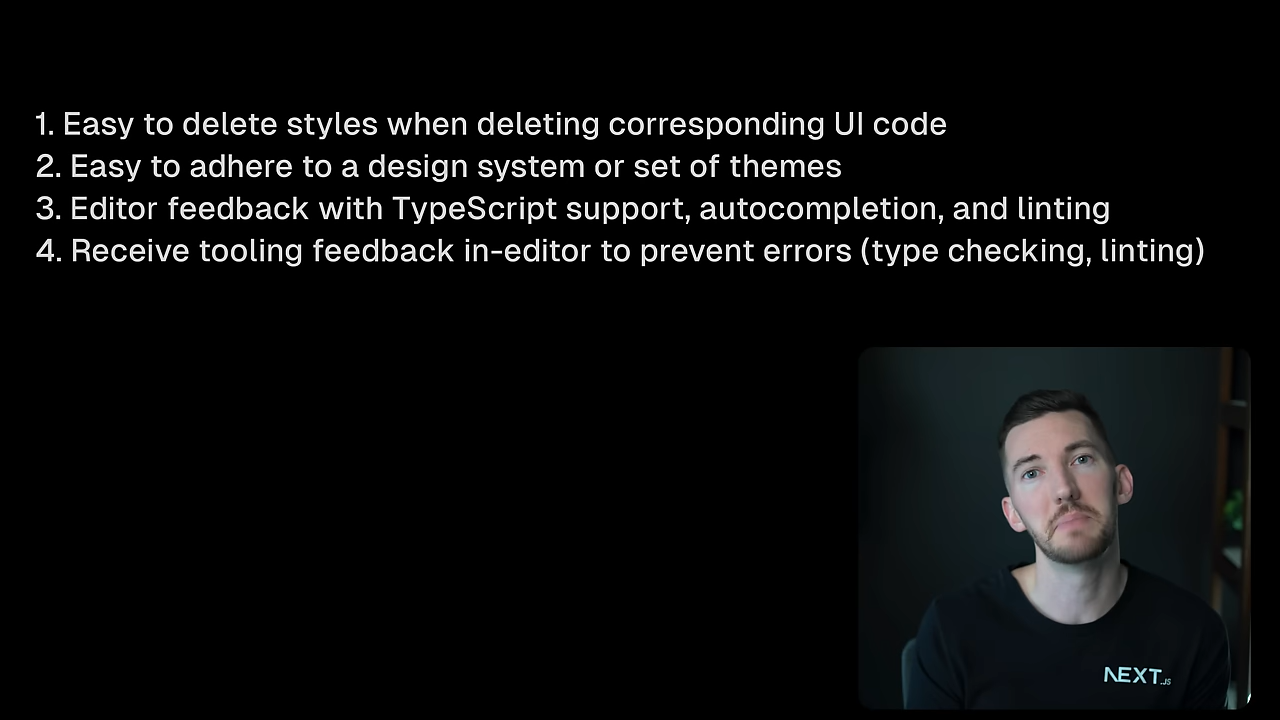 1. Easy to delete styles when deleting corresponding UI code
2. Easy to adhere to a design system or set of themes
3. Editor feedback with TypeScript support, autocompletion, and linting
4. Receive tooling feedback in-editor to prevent errors (type checking, linting)
NEXT.JS